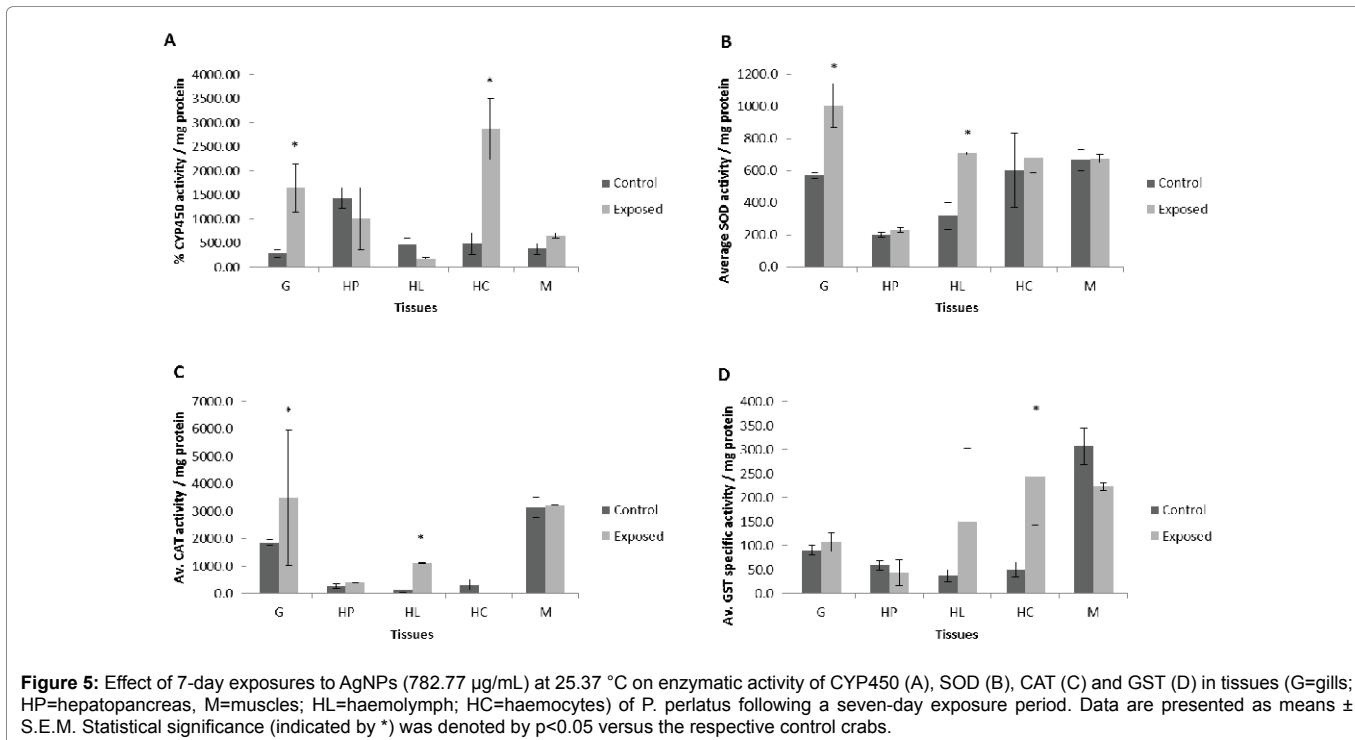 A
% CYP450 activity / mg protein
4000.00
3500.00
3000.00
2500.00
2000.00
1500.00
1000.00
500.00
0.00
*
*
G HP HL HC M
Tissues
Control
Exposed
B
Average SOD activity / mg protein
1200.0
1000.0
800.0
600.0
400.0
200.0
0.0
*
*
G HP HL HC M
Tissues
Control
Exposed
C
Av. CAT activity / mg protein
7000.0
6000.0
5000.0
4000.0
3000.0
2000.0
1000.0
0.0
*
*
G HP HL HC M
Tissues
Control
Exposed
D
Av. GST specific activity / mg protein
400.0
350.0
300.0
250.0
200.0
150.0
100.0
50.0
0.0
*
G HP HL HC M
Tissues
Control
Exposed
Figure 5: Effect of 7-day exposures to AgNPs (782.77 μg/mL) at 25.37 °C on enzymatic activity of CYP450 (A), SOD (B), CAT (C) and GST (D) in tissues (G=gills;
HP=hepatopancreas, M=muscles; HL=haemolymph; HC=haemocytes) of P. perlatus following a seven-day exposure period. Data are presented as means ±
S.E.M. Statistical significance (indicated by *) was denoted by p<0.05 versus the respective control crabs.